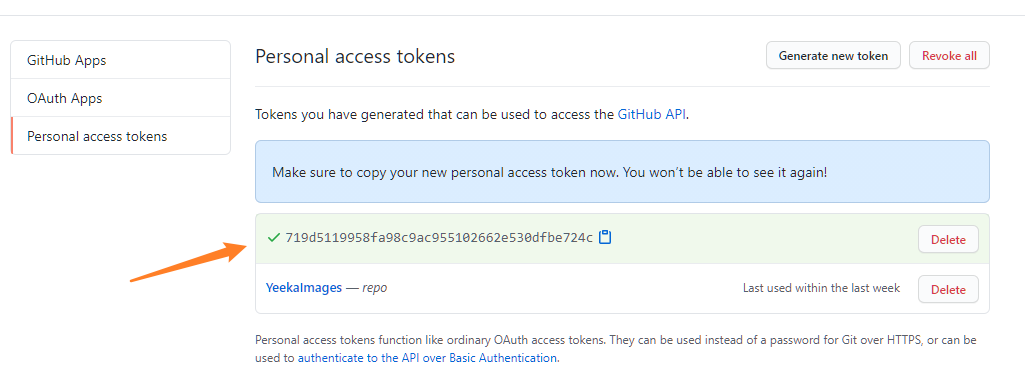 GitHub Apps
OAuth Apps
Personal access tokens
Personal access tokens
Generate new token
Revoke all
Tokens you have generated that can be used to access the GitHub API.
Make sure to copy your new personal access token now. You won't be able to see it again!
719d5119958fa98c9ac955102662e530dfbe724c
Delete
YeekaImages — repo
Last used within the last week
Delete
Personal access tokens function like ordinary OAuth access tokens. They can be used instead of a password for Git over HTTPS, or can be
used to authenticate to the API over Basic Authentication.